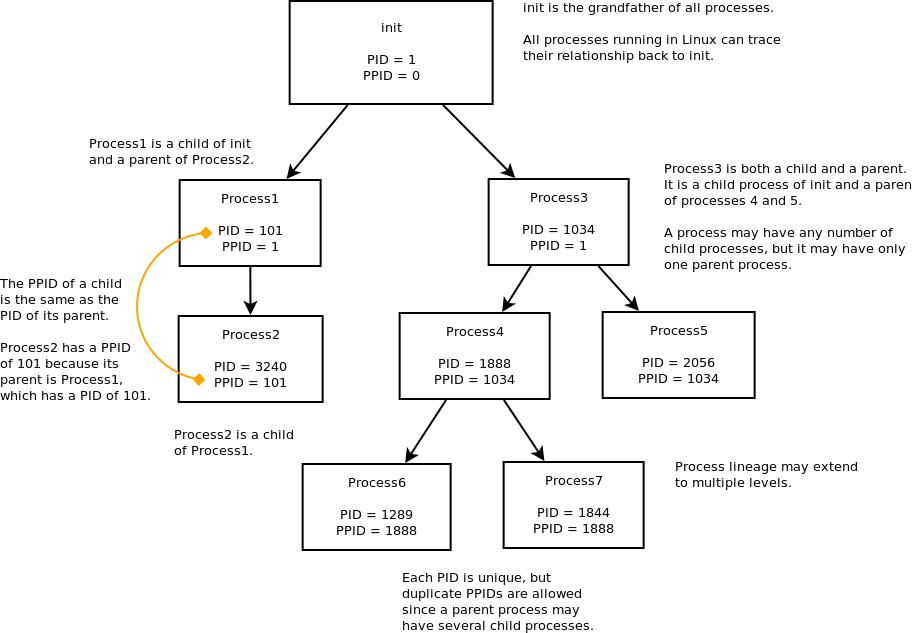 init is the grandfather of all processes.
All processes running in Linux can trace
their relationship back to init.
init
PID = 1
PPID = 0
Process1 is a child of init
and a parent of Process2.
Process1
PID = 101
PPID = 1
Process3
PID = 1034
PPID = 1
Process3 is both a child and a parent.
It is a child process of init and a paren
of processes 4 and 5.
A process may have any number of
child processes, but it may have only
one parent process.
The PPID of a child
is the same as the
PID of its parent.
Process2 has a PPID
of 101 because its
parent is Process1,
which has a PID of 101.
Process2
PID = 3240
PPID = 101
Process4
PID = 1888
PPID = 1034
Process5
PID = 2056
PPID = 1034
Process2 is a child
of Process1.
Process6
PID = 1289
PPID = 1888
Process7
PID = 1844
PPID = 1888
Process lineage may extend
to multiple levels.
Each PID is unique, but
duplicate PPIDs are allowed
since a parent process may
have several child processes.